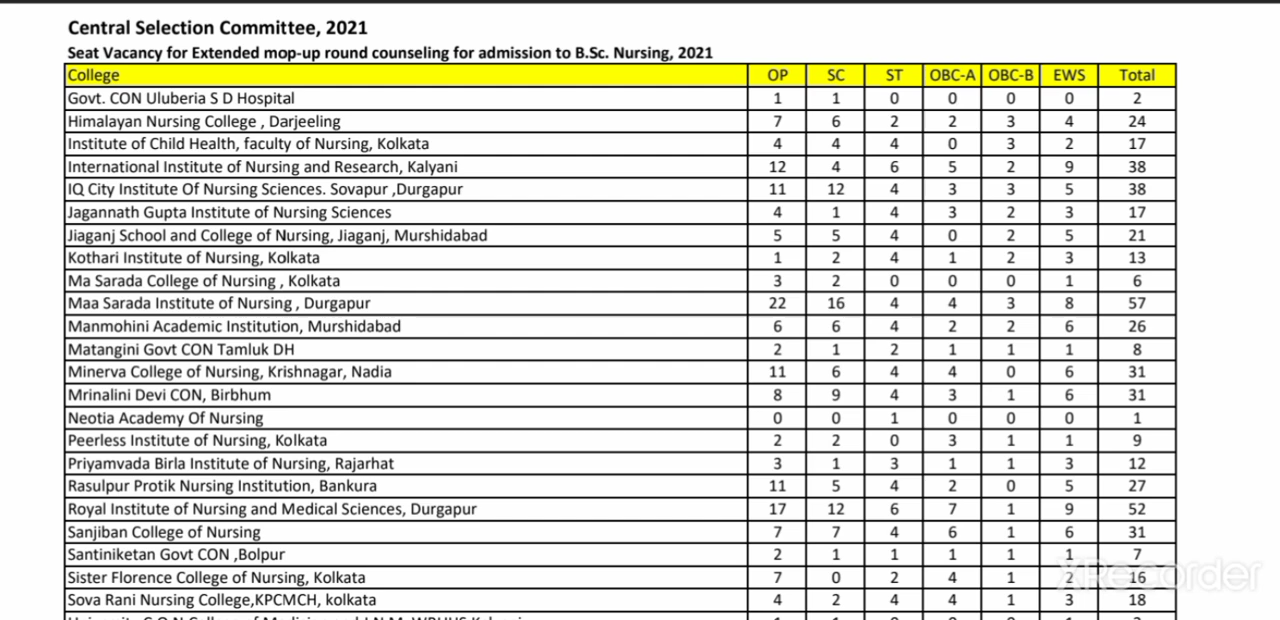 Central Selection Committee, 2021
Seat Vacancy for Extended mop-up round counseling for admission to B.Sc. Nursing, 2021
College OP SC ST OBC-A OBC-B EWS Total
Govt. CON Uluberia S D Hospital 1 1 0 0 0 0 2
Himalayan Nursing College , Darjeeling 7 6 2 2 3 4 24
Institute of Child Health, faculty of Nursing, Kolkata 4 4 4 0 3 2 17
International Institute of Nursing and Research, Kalyani 12 4 6 5 2 9 38
IQ City Institute Of Nursing Sciences. Sovapur ,Durgapur 11 12 4 3 3 5 38
Jagannath Gupta Institute of Nursing Sciences 4 1 4 3 2 3 17
Jiaganj School and College of Nursing, Jiaganj, Murshidabad 5 5 4 0 2 5 21
Kothari Institute of Nursing, Kolkata 1 2 4 1 2 3 13
Ma Sarada College of Nursing , Kolkata 3 2 0 0 0 1 6
Maa Sarada Institute of Nursing , Durgapur 22 16 4 4 3 8 57
Manmohini Academic Institution, Murshidabad 6 6 4 2 2 6 26
Matangini Govt CON Tamluk DH 2 1 2 1 1 1 8
Minerva College of Nursing, Krishnagar, Nadia 11 6 4 4 0 6 31
Mrinalini Devi CON, Birbhum 8 9 4 3 1 6 31
Neotia Academy Of Nursing 0 0 1 0 0 0 1
Peerless Institute of Nursing, Kolkata 2 2 0 3 1 1 9
Priyamvada Birla Institute of Nursing, Rajarhat 3 1 3 1 1 3 12
Rasulpur Protik Nursing Institution, Bankura 11 5 4 2 0 5 27
Royal Institute of Nursing and Medical Sciences, Durgapur 17 12 6 7 1 9 52
Sanjiban College of Nursing 7 7 4 6 1 6 31
Santiniketan Govt CON ,Bolpur 2 1 1 1 1 1 7
Sister Florence College of Nursing, Kolkata 7 0 2 4 1 2 16
XRecorder
Sova Rani Nursing College,KPCMCH, kolkata 4 2 4 4 1 3 18